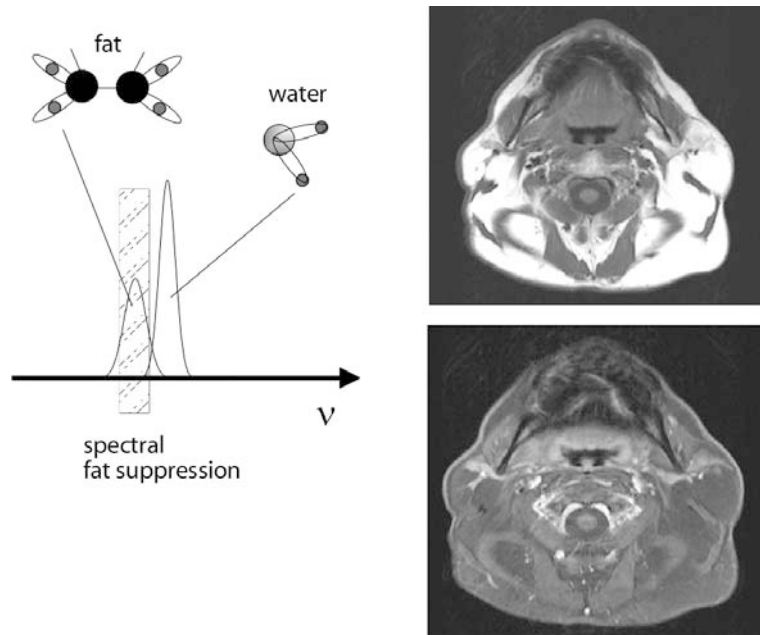 fat
water
ν
spectral
fat suppression